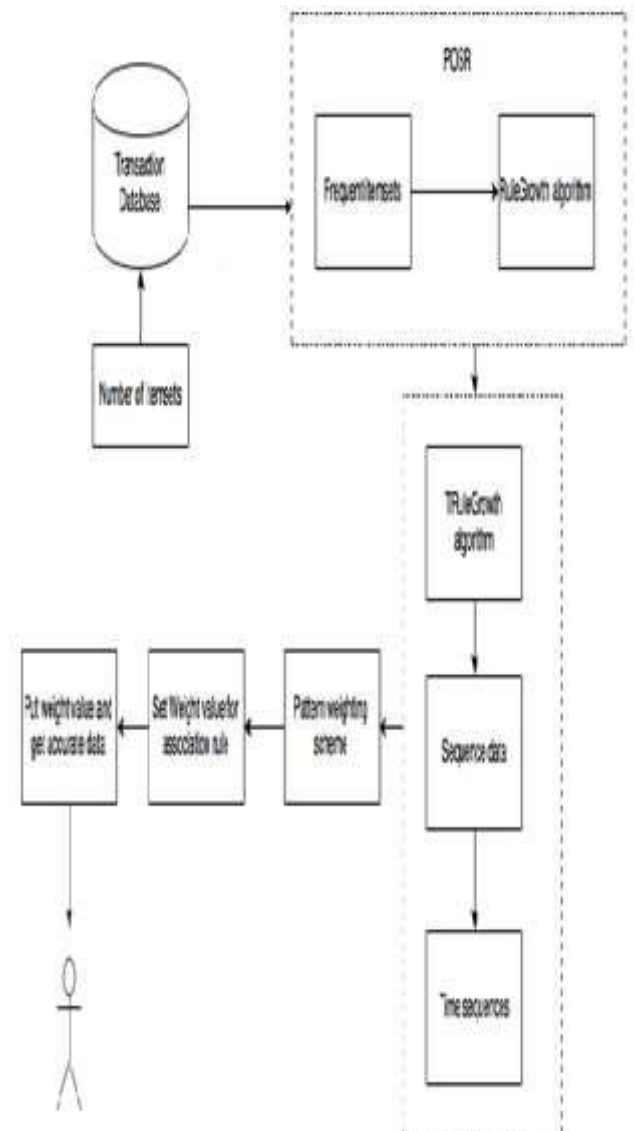 POSR
Transaction
Database
Frequent itemsets
RuleGrowth algorithm
Number of itemsets
TRuleGrowth
algorithm
Put weight value and
get accurate data
Set Weight value for
association rule
Pattern weighting
scheme
Sequence data
Time sequences